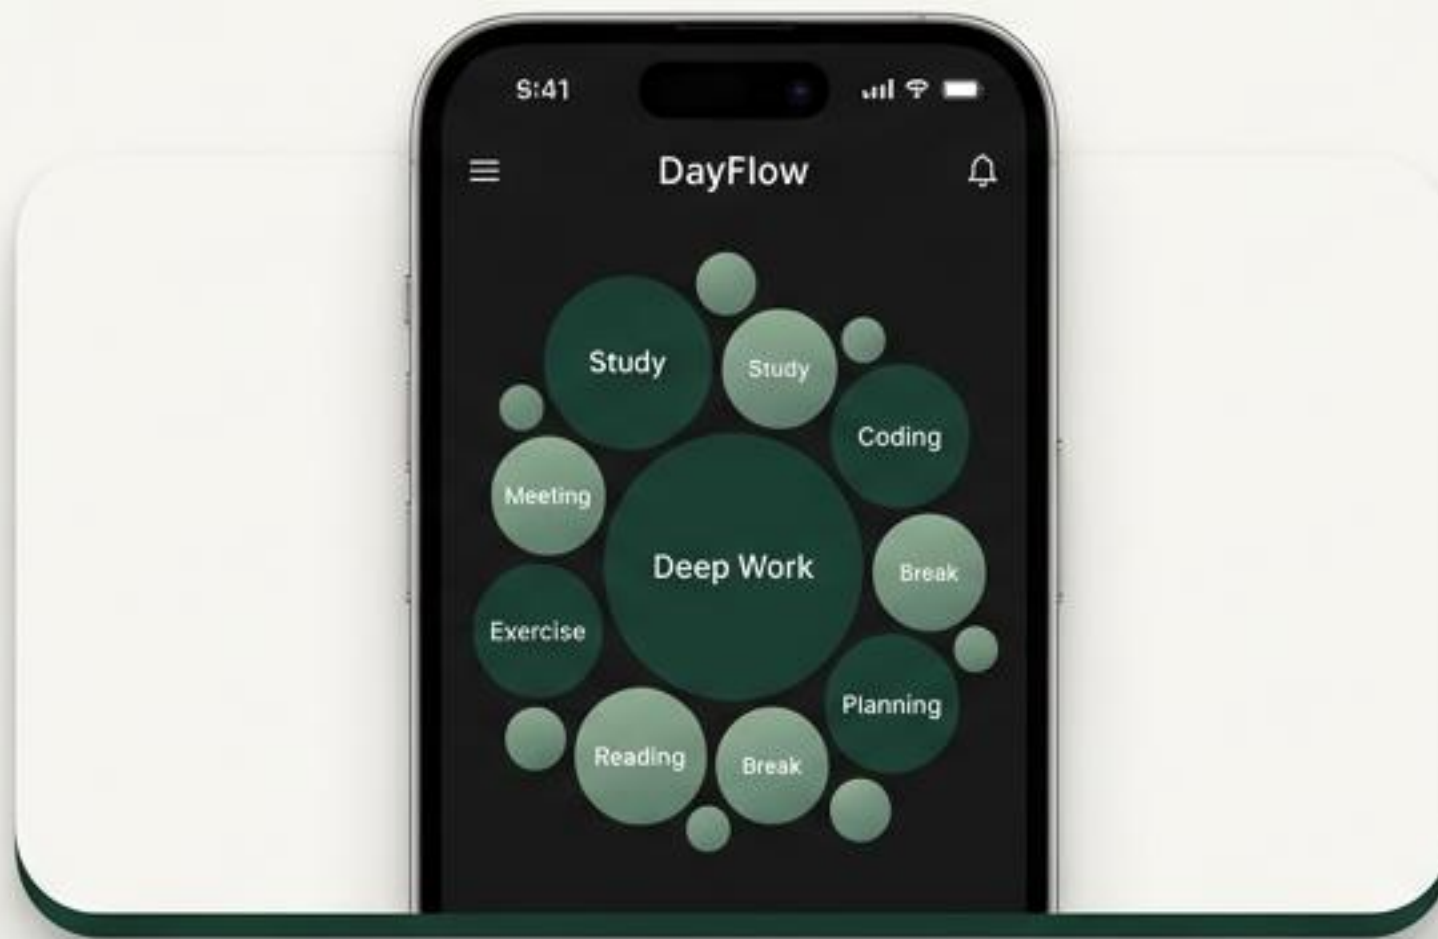 S:41
DayFlow
Study
Study
Coding
Meeting
Deep Work
Break
Exercise
Planning
Reading
Break